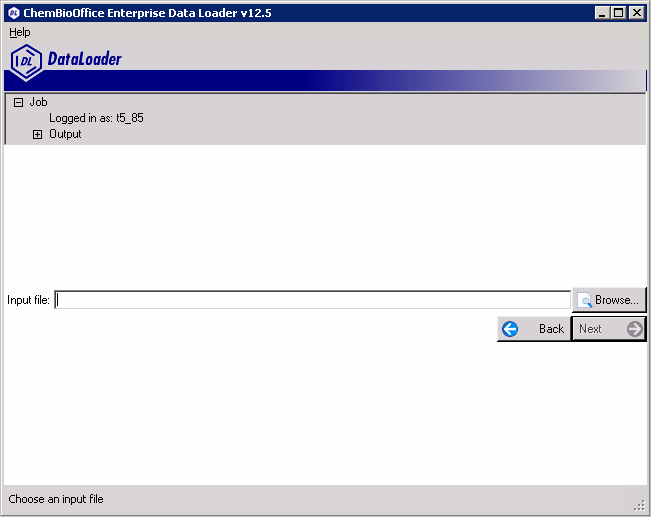 ChemBioOffice Enterprise Data Loader v12.5
Help
DL DataLoader
Job
Logged in as: t5_85
Output
Input file: Browse...
Back Next
Choose an input file